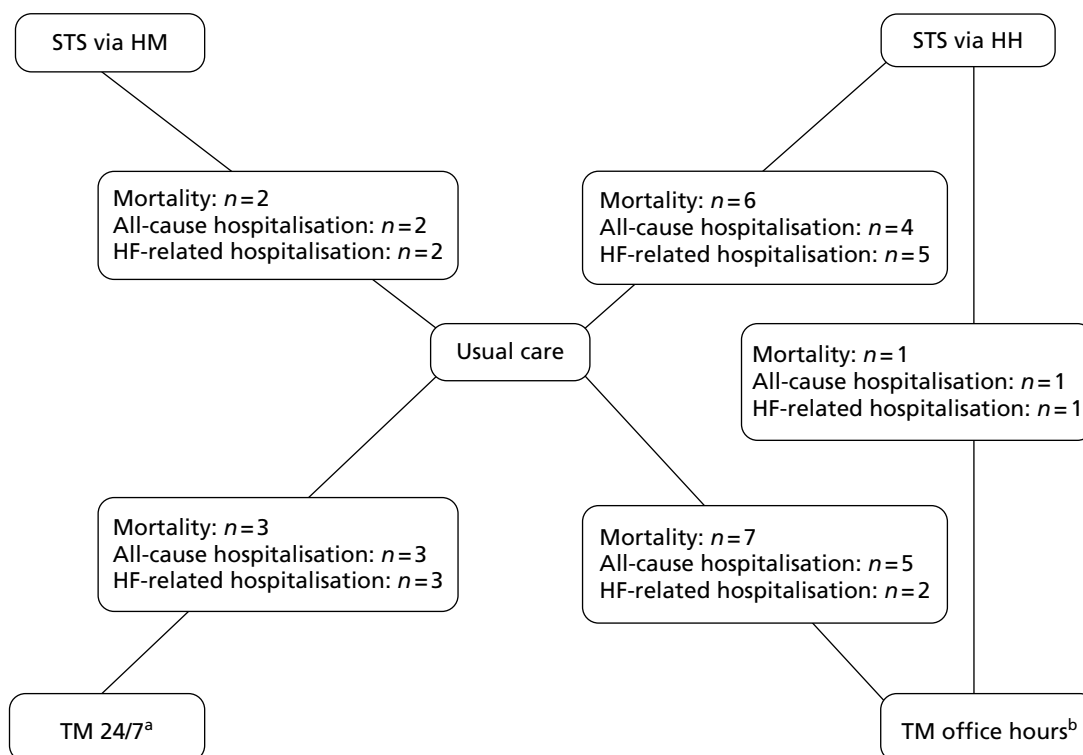 STS via HM
STS via HH
Mortality: n=2
All-cause hospitalisation: n=2
HF-related hospitalisation: n=2
Mortality: n=6
All-cause hospitalisation: n=4
HF-related hospitalisation: n=5
Usual care
Mortality: n=1
All-cause hospitalisation: n=1
HF-related hospitalisation: n=1
Mortality: n=3
All-cause hospitalisation: n=3
HF-related hospitalisation: n=3
Mortality: n=7
All-cause hospitalisation: n=5
HF-related hospitalisation: n=2
TM 24/7ᵃ
TM office hoursᵇ